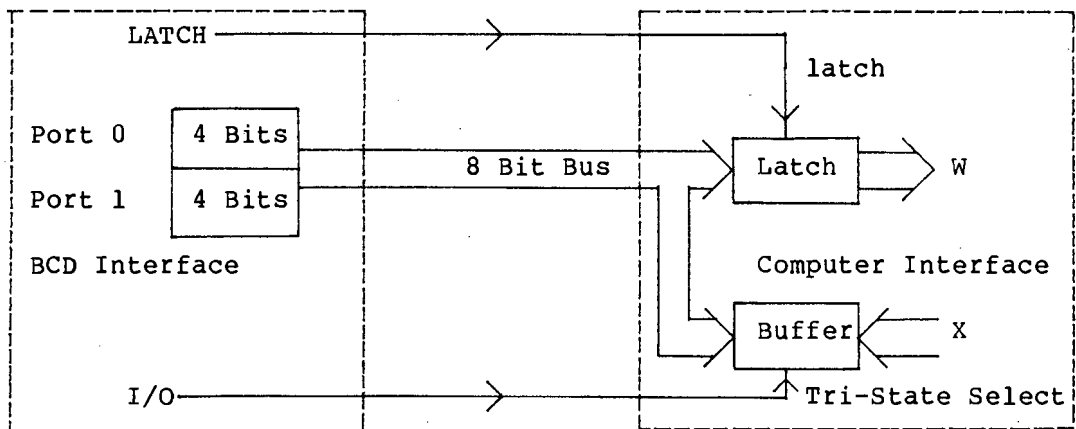 LATCH
latch
Port 0
4 Bits
8 Bit Bus
Latch
W
Port 1
4 Bits
BCD Interface
Computer Interface
Buffer
X
I/O
Tri-State Select